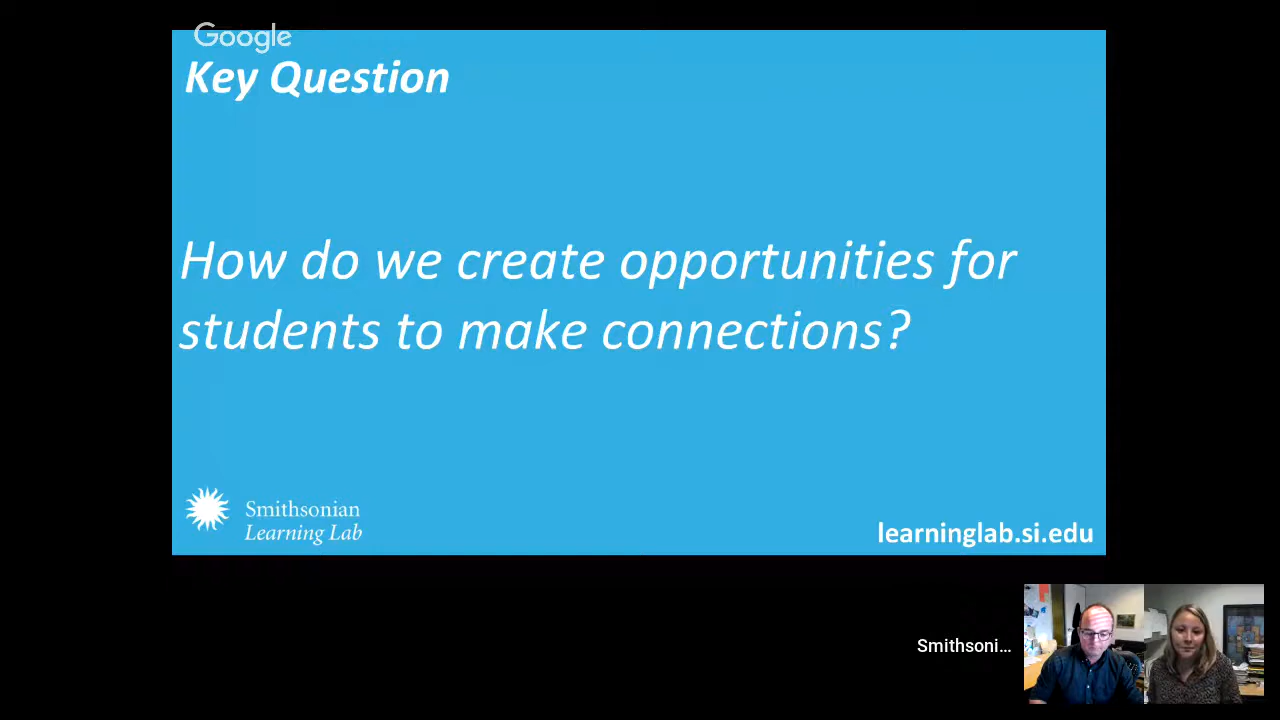 Google
Key Question
How do we create opportunities for
students to make connections?
Smithsonian
Learning Lab
learninglab.si.edu
Smithsoni...